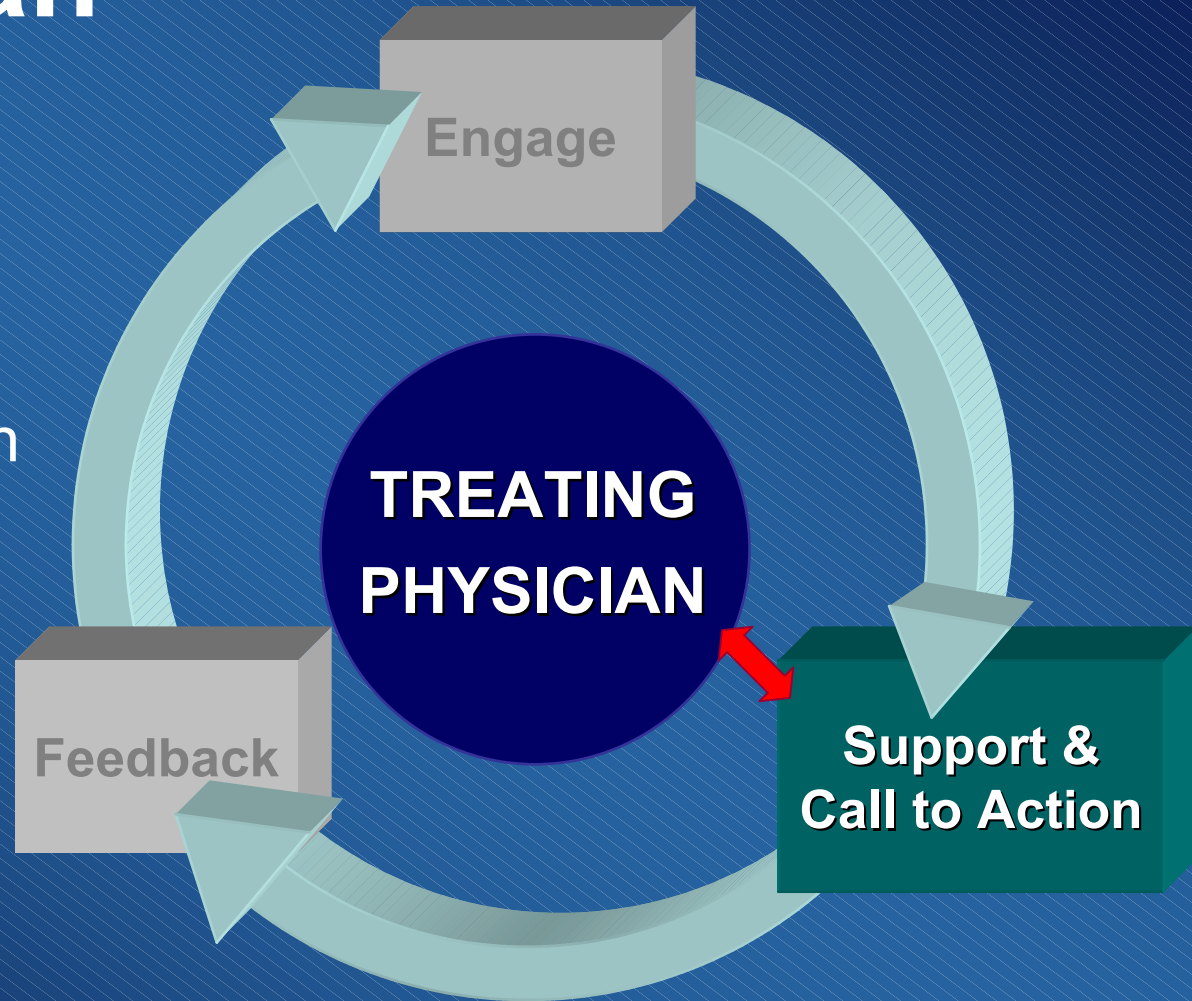 Engage
TREATING
PHYSICIAN
Feedback
Support &
Call to Action